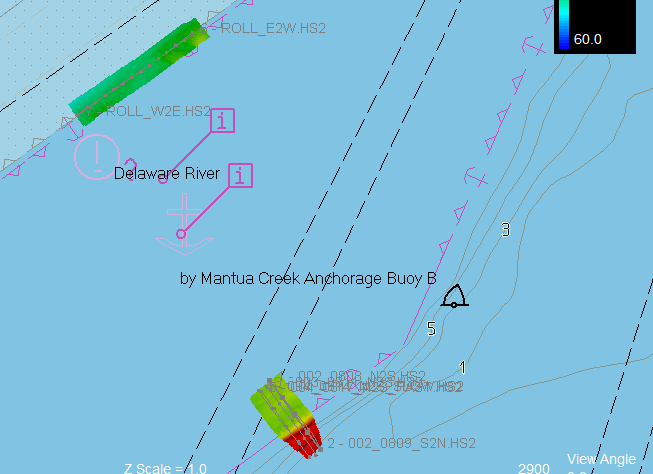 ROLL_E2W.HS2
60.0
ROLL_W2E.HS2
i
Delaware River
i
3
by Mantua Creek Anchorage Buoy B
5
1
2 - 002_0809_S2N.HS2
Z Scale = 1.0
2900
View Angle